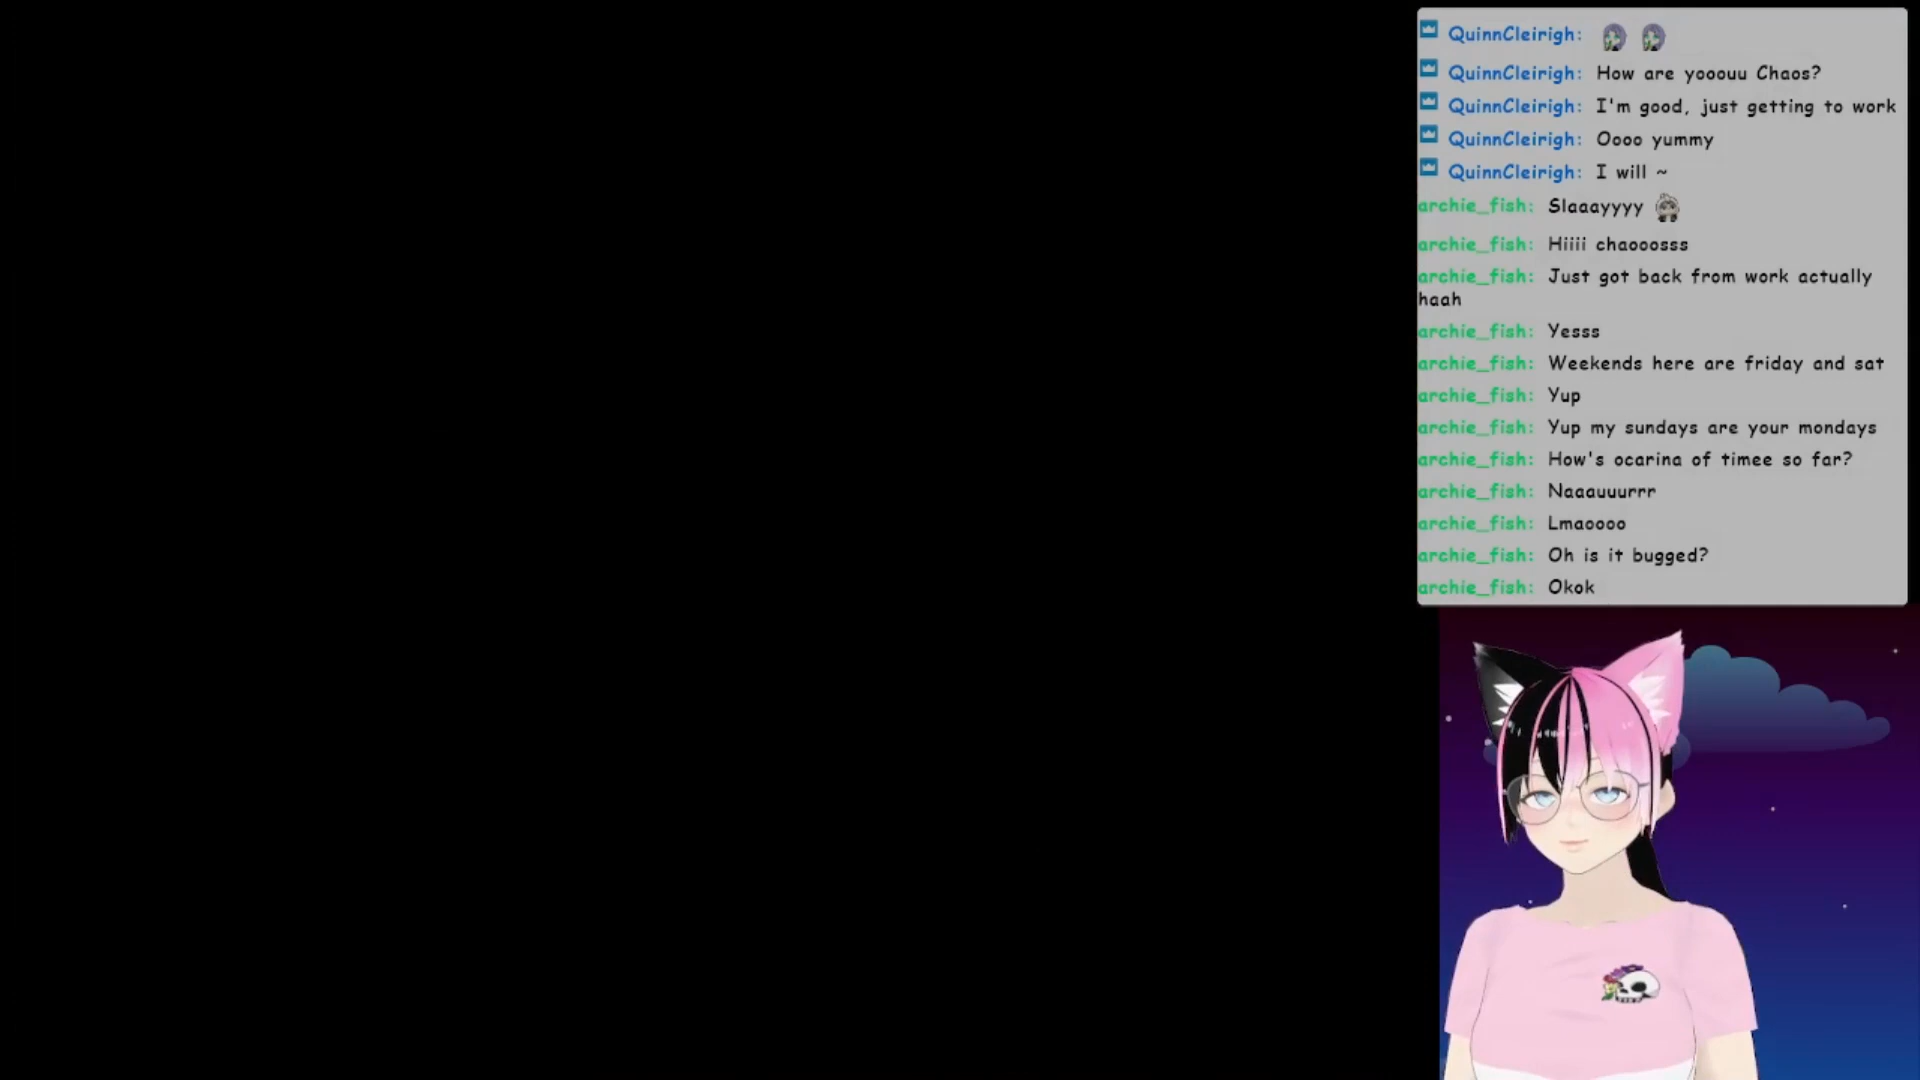 QuinnCleirigh:
QuinnCleirigh: How are yooouu Chaos?
QuinnCleirigh: I'm good, just getting to work
QuinnCleirigh: Oooo yummy
QuinnCleirigh: I will ~
archie_fish: Slaaayyyy
archie_fish: Hiiii chaooosss
archie_fish: Just got back from work actually
haah
archie_fish: Yesss
archie_fish: Weekends here are friday and sat
archie_fish: Yup
archie_fish: Yup my sundays are your mondays
archie_fish: How's ocarina of timee so far?
archie_fish: Naaauuurrr
archie_fish: Lmaoooo
archie_fish: Oh is it bugged?
archie_fish: Okok